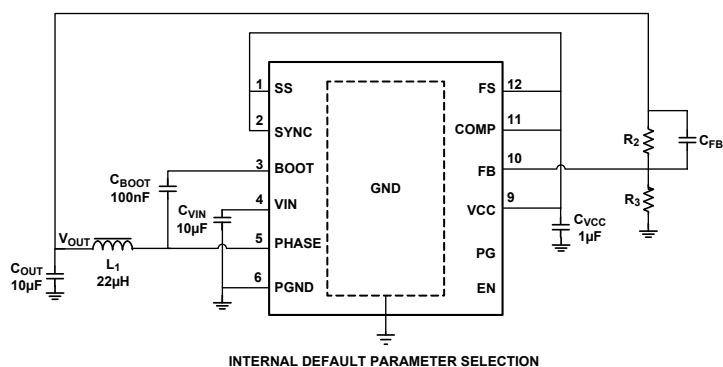 1
SS
2
SYNC
3
BOOT
4
VIN
5
PHASE
6
PGND
GND
FS
12
COMP
11
FB
10
VCC
9
PG
EN
C_BOOT
100nF
C_VIN
10µF
V_OUT
L_1
22µH
C_OUT
10µF
R_2
C_FB
R_3
C_VCC
1µF
INTERNAL DEFAULT PARAMETER SELECTION